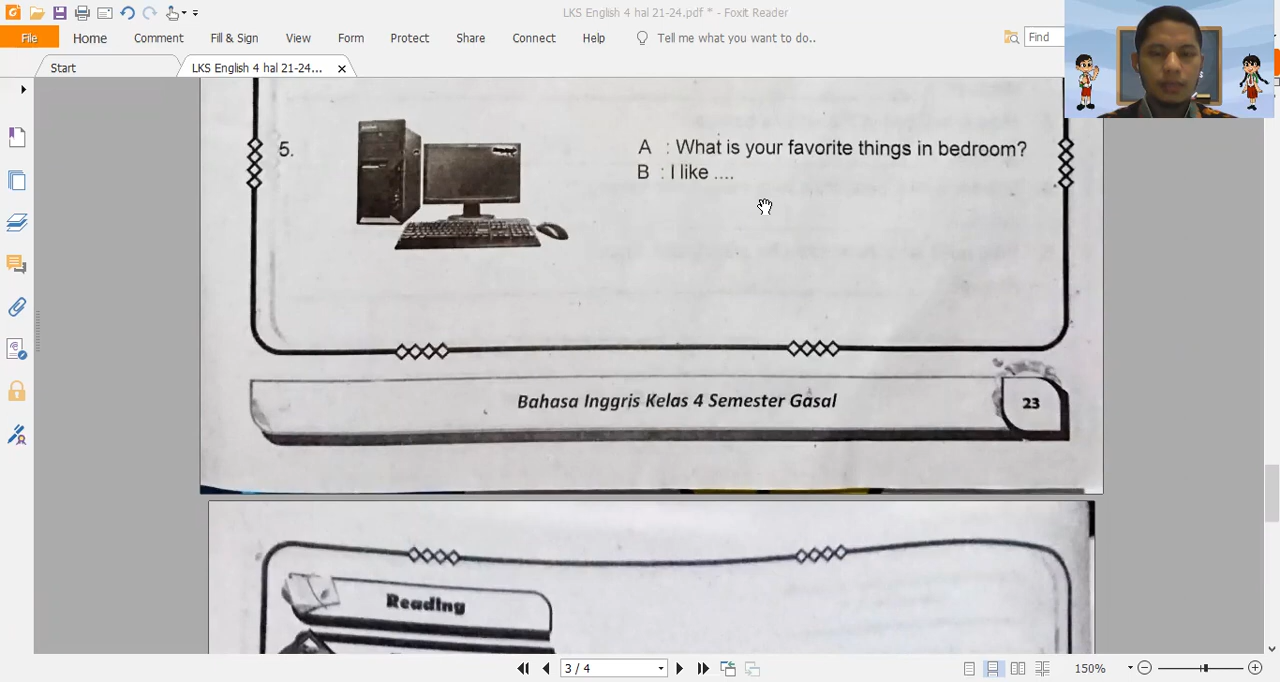 LKS English 4 hal 21-24.pdf * - Foxit Reader
File Home Comment Fill & Sign View Form Protect Share Connect Help Tell me what you want to do.. Find
Start LKS English 4 hal 21-24...
5.
A : What is your favorite things in bedroom?
B : I like ....
Bahasa Inggris Kelas 4 Semester Gasal
23
Reading
3 / 4
150%